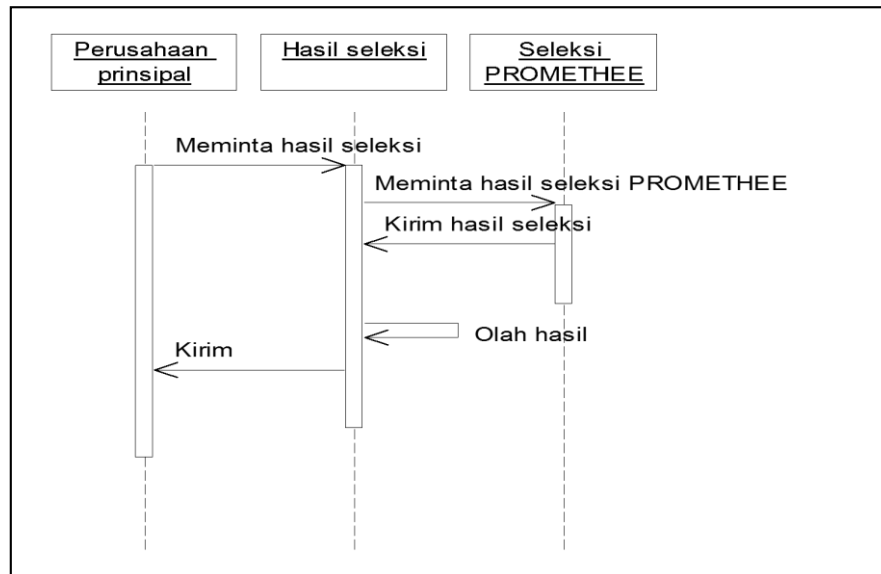 Perusahaan
prinsipal
Hasil seleksi
Seleksi
PROMETHEE
Meminta hasil seleksi
Meminta hasil seleksi PROMETHEE
Kirim hasil seleksi
Olah hasil
Kirim